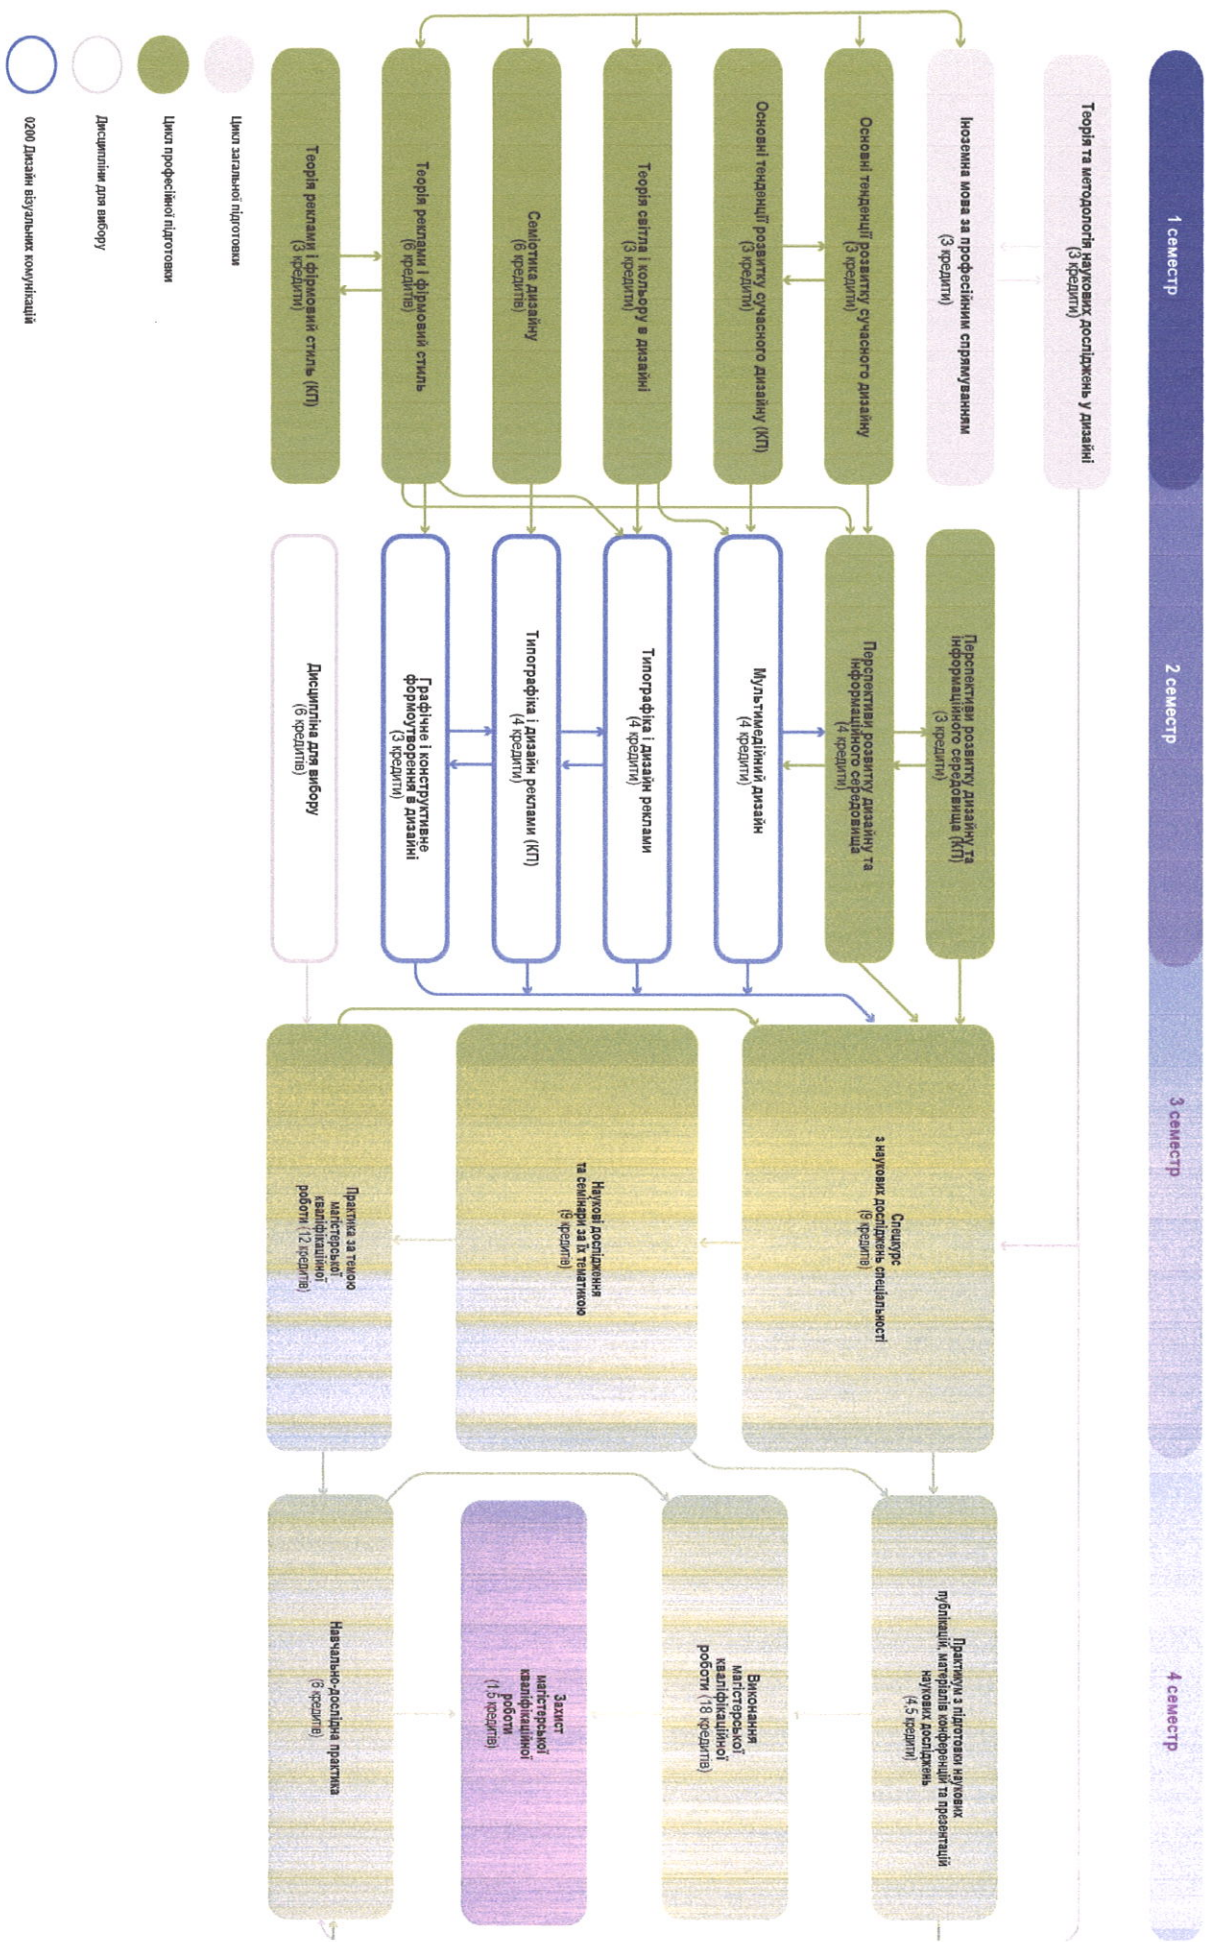 1 семестр
2 семестр
3 семестр
4 семестр
Теорія та методологія наукових досліджень у дизайні
(3 кредити)
Іноземна мова за професійним спрямуванням
(3 кредити)
Основні тенденції розвитку сучасного дизайну
(3 кредити)
Основні тенденції розвитку сучасного дизайну (КП)
(3 кредити)
Теорія світла і кольору в дизайні
(3 кредити)
Семіотика дизайну
(6 кредитів)
Теорія реклами і фірмовий стиль
(6 кредитів)
Теорія реклами і фірмовий стиль (КП)
(3 кредити)
Перспективи розвитку дизайну та
інформаційного середовища (КП)
(3 кредити)
Перспективи розвитку дизайну та
інформаційного середовища
(4 кредити)
Мультимедійний дизайн
(4 кредити)
Типографіка і дизайн реклами
(4 кредити)
Типографіка і дизайн реклами (КП)
(4 кредити)
Графічне і конструктивне
формоутворення в дизайні
(3 кредити)
Дисципліна для вибору
(6 кредитів)
Спецкурс
з наукових досліджень спеціальності
(9 кредитів)
Наукові дослідження
та семінари за їх тематикою
(9 кредитів)
Практика за темою
магістерської
кваліфікаційної
роботи (12 кредитів)
Практикум з підготовки наукових
публікацій, матеріалів конференцій та презентацій
наукових досліджень
(4,5 кредити)
Виконання
магістерської
кваліфікаційної
роботи (18 кредитів)
Захист
магістерської
кваліфікаційної
роботи
(1,5 кредитів)
Навчально-дослідна практика
(6 кредитів)
Цикл загальної підготовки
Цикл професійної підготовки
Дисципліни для вибору
0200 Дизайн візуальних комунікацій